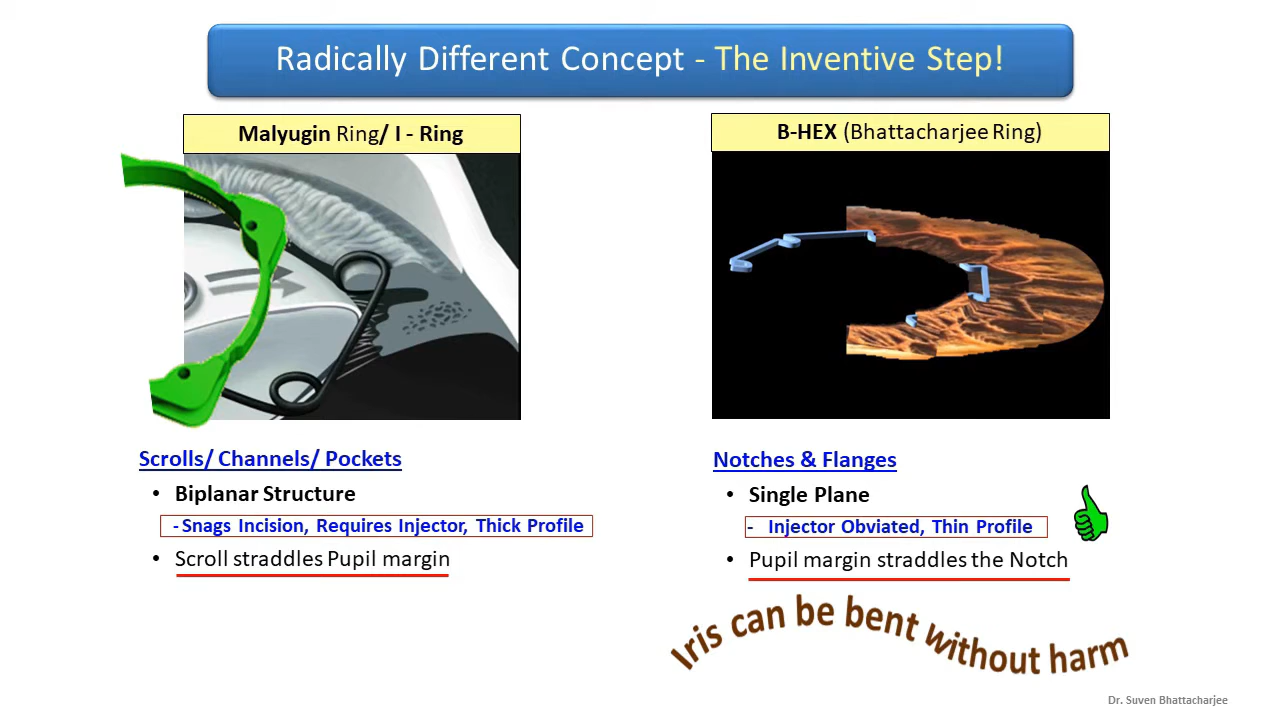 Radically Different Concept - The Inventive Step!
Malyugin Ring/ I - Ring
Scrolls/ Channels/ Pockets
• Biplanar Structure
- Snags Incision, Requires Injector, Thick Profile
• Scroll straddles Pupil margin
B-HEX (Bhattacharjee Ring)
Notches & Flanges
• Single Plane
- Injector Obviated, Thin Profile
• Pupil margin straddles the Notch
Iris can be bent without harm
Dr. Suven Bhattacharjee